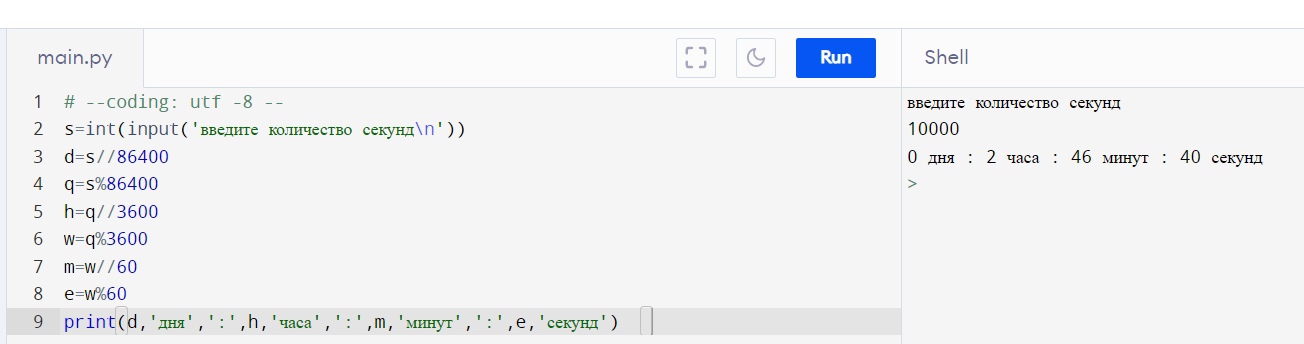 main.py
Run
Shell
1 # --coding: utf -8 --
2 s=int(input('введите количество секунд\n'))
3 d=s//86400
4 q=s%86400
5 h=q//3600
6 w=q%3600
7 m=w//60
8 e=w%60
9 print(d,'дня',':',h,'часа',':',m,'минут',':',e,'секунд')
введите количество секунд
10000
0 дня : 2 часа : 46 минут : 40 секунд
>